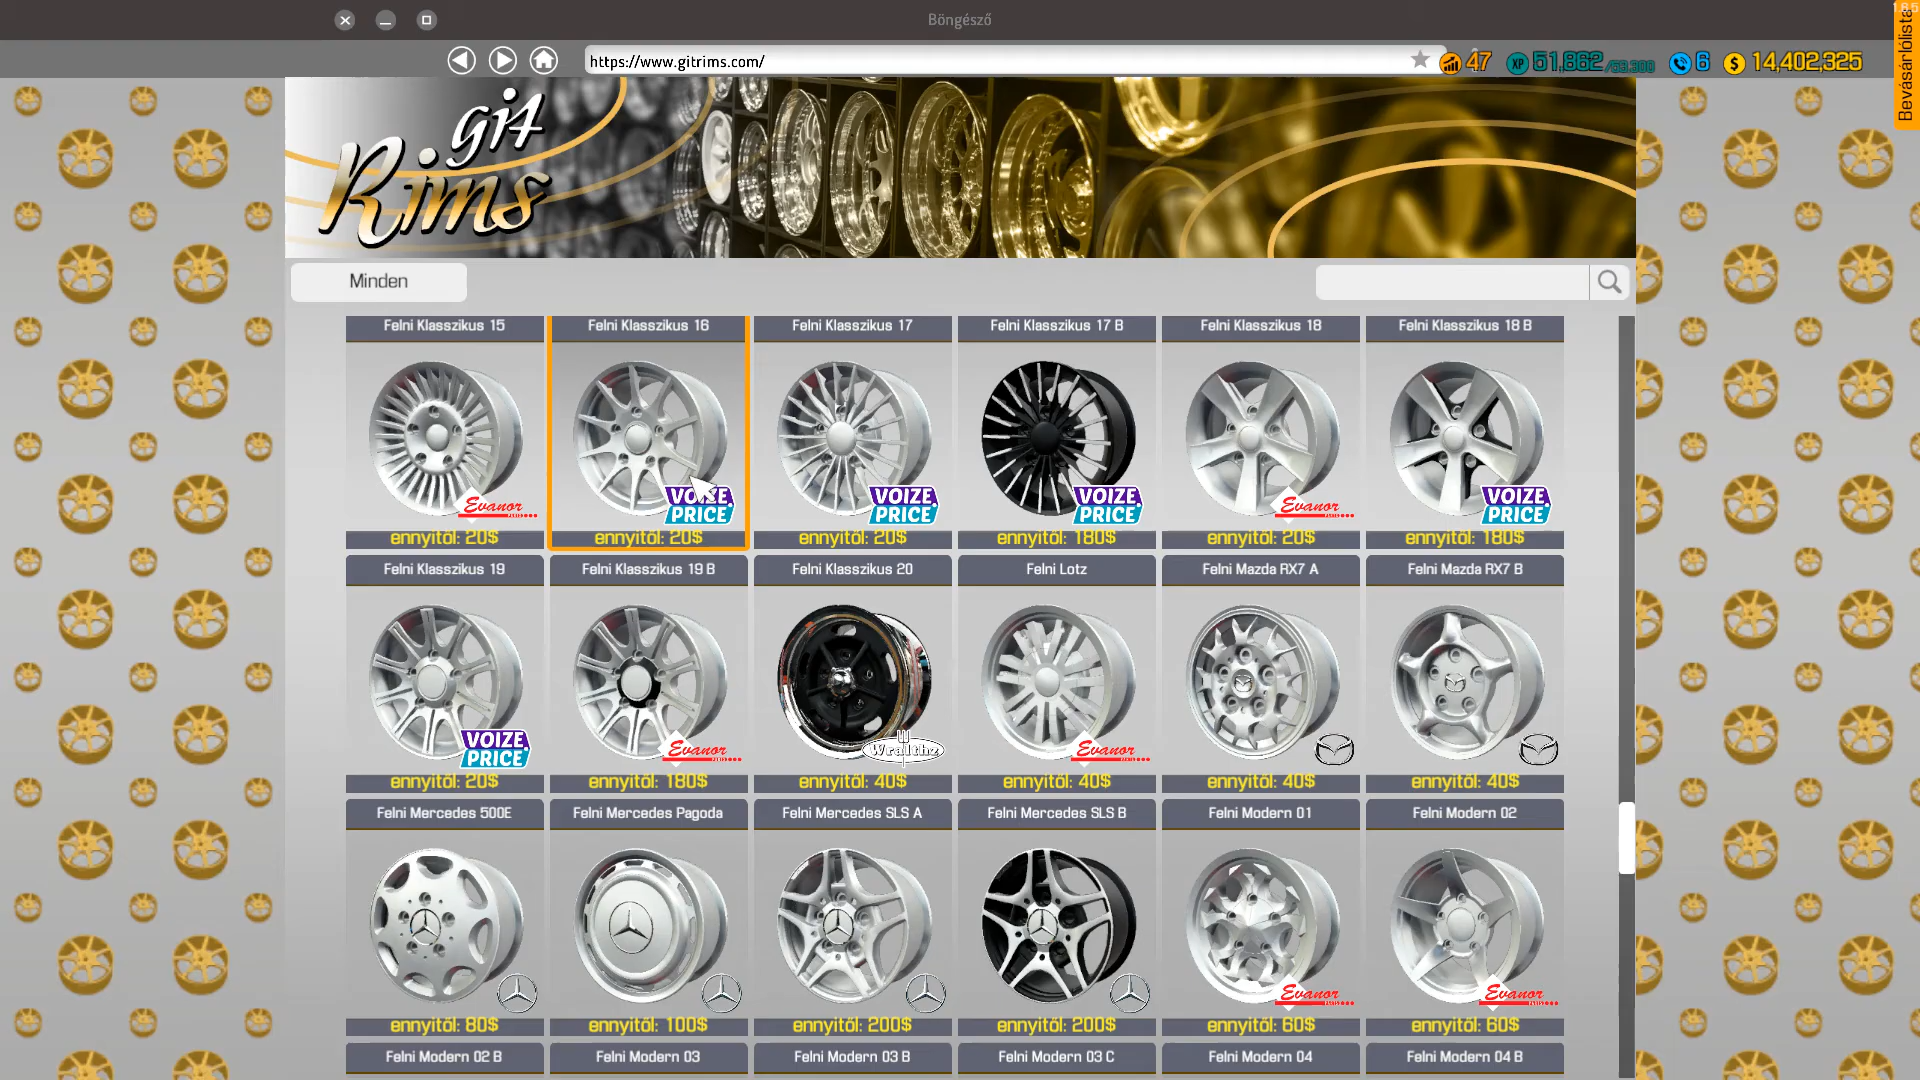 1.8.5
Böngésző
https://www.gitrims.com/
47
XP
51,862/53,300
6
$
14,402,325
Bevásárlólista
git
Rims
Minden
Felni Klasszikus 15
Felni Klasszikus 16
Felni Klasszikus 17
Felni Klasszikus 17 B
Felni Klasszikus 18
Felni Klasszikus 18 B
Evanor
VOIZE
PRICE
VOIZE
PRICE
VOIZE
PRICE
Evanor
VOIZE
PRICE
ennyitől: 20$
ennyitől: 20$
ennyitől: 20$
ennyitől: 180$
ennyitől: 20$
ennyitől: 180$
Felni Klasszikus 19
Felni Klasszikus 19 B
Felni Klasszikus 20
Felni Lotz
Felni Mazda RX7 A
Felni Mazda RX7 B
VOIZE
PRICE
Evanor
Wraithz
Evanor
ennyitől: 20$
ennyitől: 180$
ennyitől: 40$
ennyitől: 40$
ennyitől: 40$
ennyitől: 40$
Felni Mercedes 500E
Felni Mercedes Pagoda
Felni Mercedes SLS A
Felni Mercedes SLS B
Felni Modern 01
Felni Modern 02
Evanor
Evanor
ennyitől: 80$
ennyitől: 100$
ennyitől: 200$
ennyitől: 200$
ennyitől: 60$
ennyitől: 60$
Felni Modern 02 B
Felni Modern 03
Felni Modern 03 B
Felni Modern 03 C
Felni Modern 04
Felni Modern 04 B